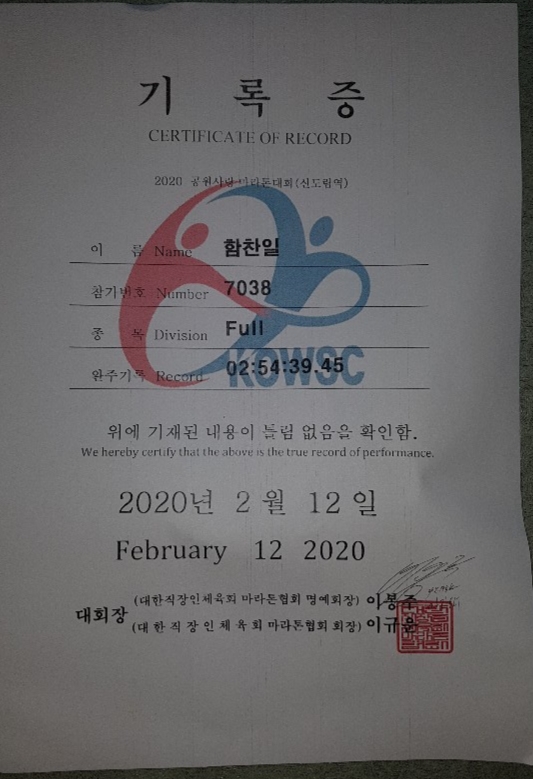 기 록 증
CERTIFICATE OF RECORD
2020 공원사랑 마라톤대회(신도림역)
이 름 Name 함찬일
참가번호 Number 7038
종 목 Division Full
완주기록 Record 02:54:39.45
KOWSC
위에 기재된 내용이 틀림 없음을 확인함.
We hereby certify that the above is the true record of performance.
2020년 2월 12일
February 12 2020
대회장
(대한직장인체육회 마라톤협회 명예회장) 이봉주
(대한직장인체육회 마라톤협회 회장) 이규운